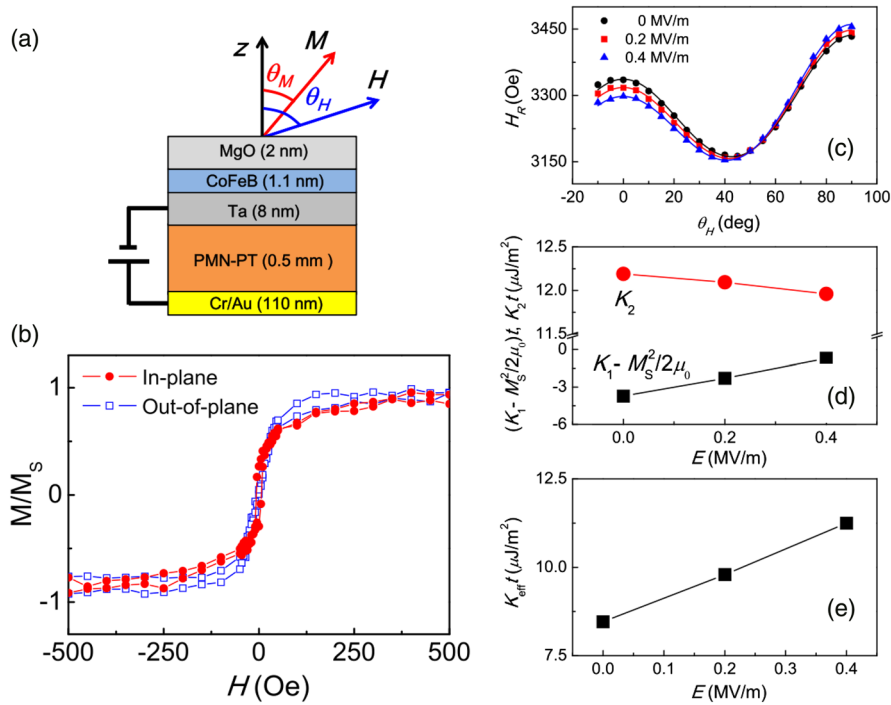 (a)
z
M
H
θM
θH
MgO (2 nm)
CoFeB (1.1 nm)
Ta (8 nm)
PMN-PT (0.5 mm )
Cr/Au (110 nm)
(b)
In-plane
Out-of-plane
M/MS
1
0
-1
-500 -250 0 250 500
H (Oe)
0 MV/m
0.2 MV/m
0.4 MV/m
HR (Oe)
3450
3300
3150
(c)
-20 0 20 40 60 80 100
θH (deg)
(K1- MS²/2μ0)t, K2t (μJ/m²)
12.5
12.0
11.5
0
-3
-6
K2
K1- MS²/2μ0
(d)
0.0 0.2 0.4
E (MV/m)
Kefft (μJ/m²)
12.5
10.0
7.5
(e)
0.0 0.1 0.2 0.3 0.4
E (MV/m)